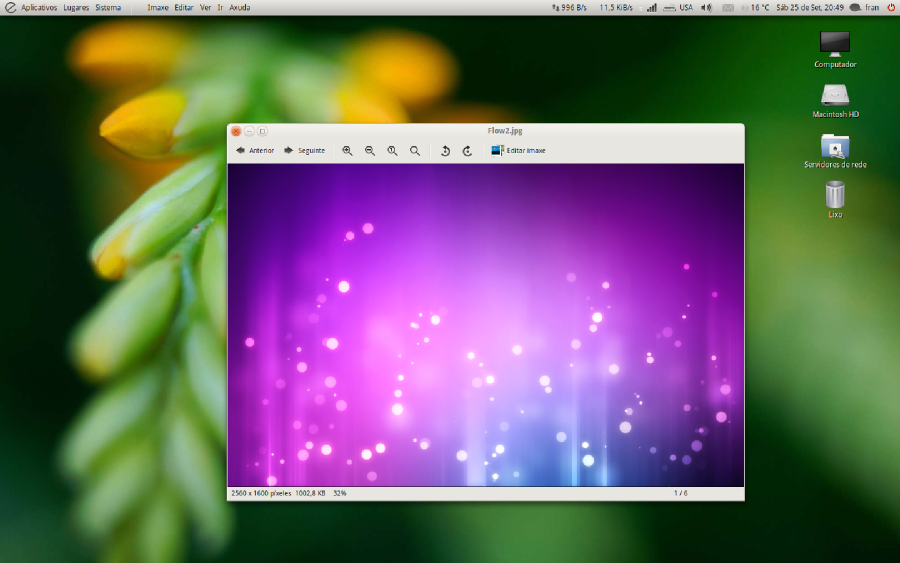 Aplicativos Lugares Sistema Imaxe Editar Ver Ir Axuda 996 B/s 11,5 KiB/s USA 16 °C Sáb 25 de Set, 20:49 fran
Computador
Macintosh HD
Servidores de rede
Lixo
Flow2.jpg
Anterior Seguinte Editar imaxe
2560 x 1600 píxeles 1002,8 KB 32% 1 / 6